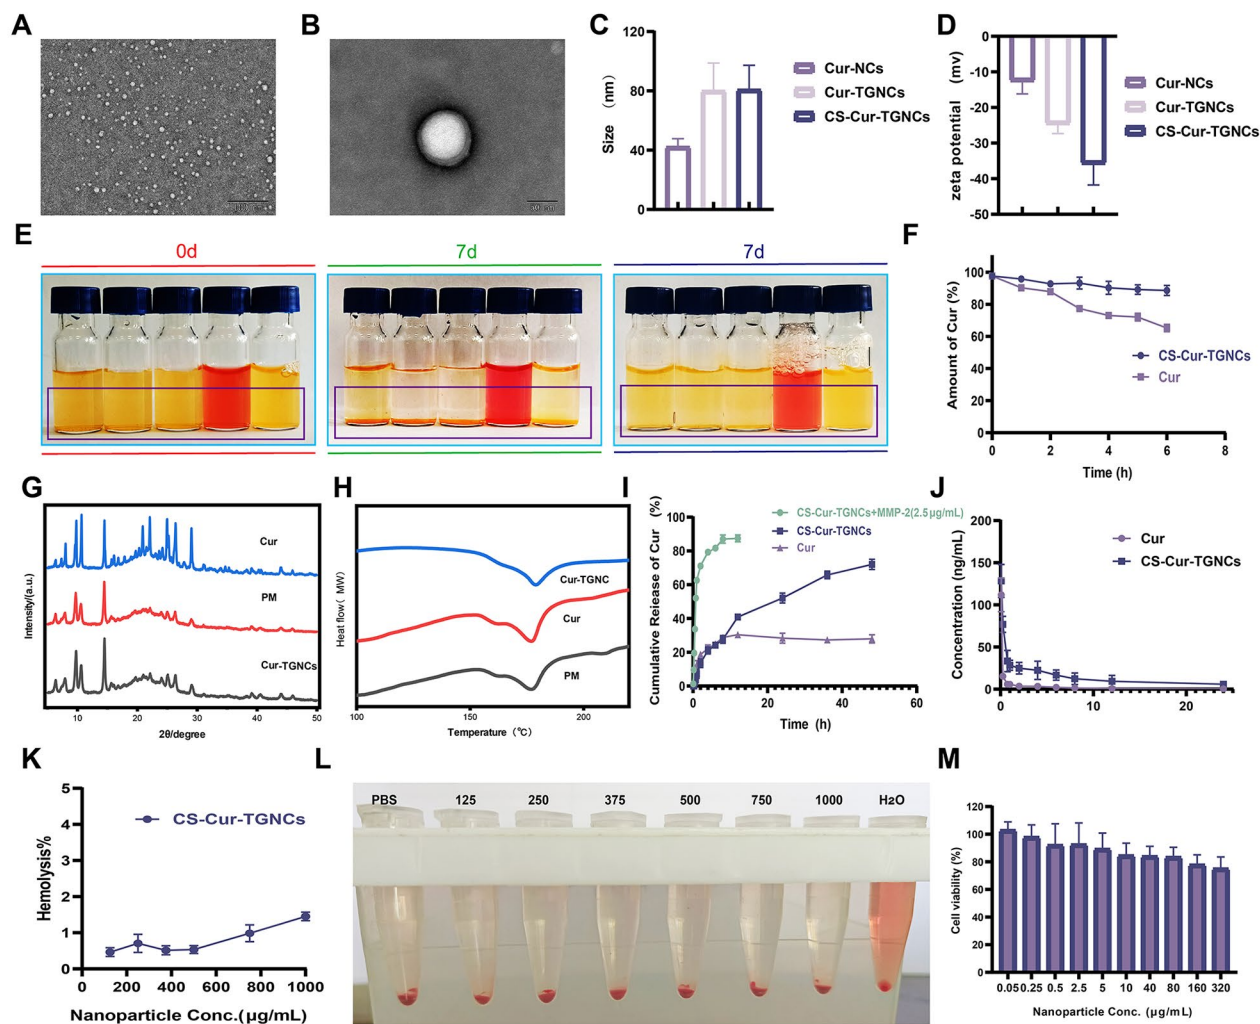 A
B
C
120
80
40
0
Size (nm)
Cur-NCs
Cur-TGNCs
CS-Cur-TGNCs
D
0
-10
-20
-30
-40
-50
zeta potential (mv)
Cur-NCs
Cur-TGNCs
CS-Cur-TGNCs
E
0d
7d
7d
F
100
80
60
40
20
0
Amount of Cur (%)
CS-Cur-TGNCs
Cur
0 2 4 6 8
Time (h)
G
Intensity/(a.u.)
Cur
PM
Cur-TGNCs
10 20 30 40 50
2θ/degree
H
Heat flow( MW)
Cur-TGNC
Cur
PM
100 150 200
Temperature (℃)
I
100
80
60
40
20
0
Cumulative Reiease of Cur (%)
CS-Cur-TGNCs+MMP-2(2.5μg/mL)
CS-Cur-TGNCs
Cur
0 20 40 60
Time (h)
J
200
150
100
50
0
Concentration (ng/mL)
Cur
CS-Cur-TGNCs
0 10 20
Time (h)
K
5
4
3
2
1
0
Hemolysis%
CS-Cur-TGNCs
0 200 400 600 800 1000
Nanoparticle Conc.(μg/mL)
L
PBS 125 250 375 500 750 1000 H2O
M
120
100
80
60
40
20
0
Cell viability (%)
0.05 0.25 0.5 2.5 5 10 40 80 160 320
Nanoparticle Conc. (μg/mL)